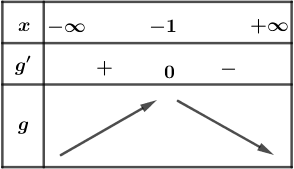 x −∞ −1 +∞
g′ + 0 −
g